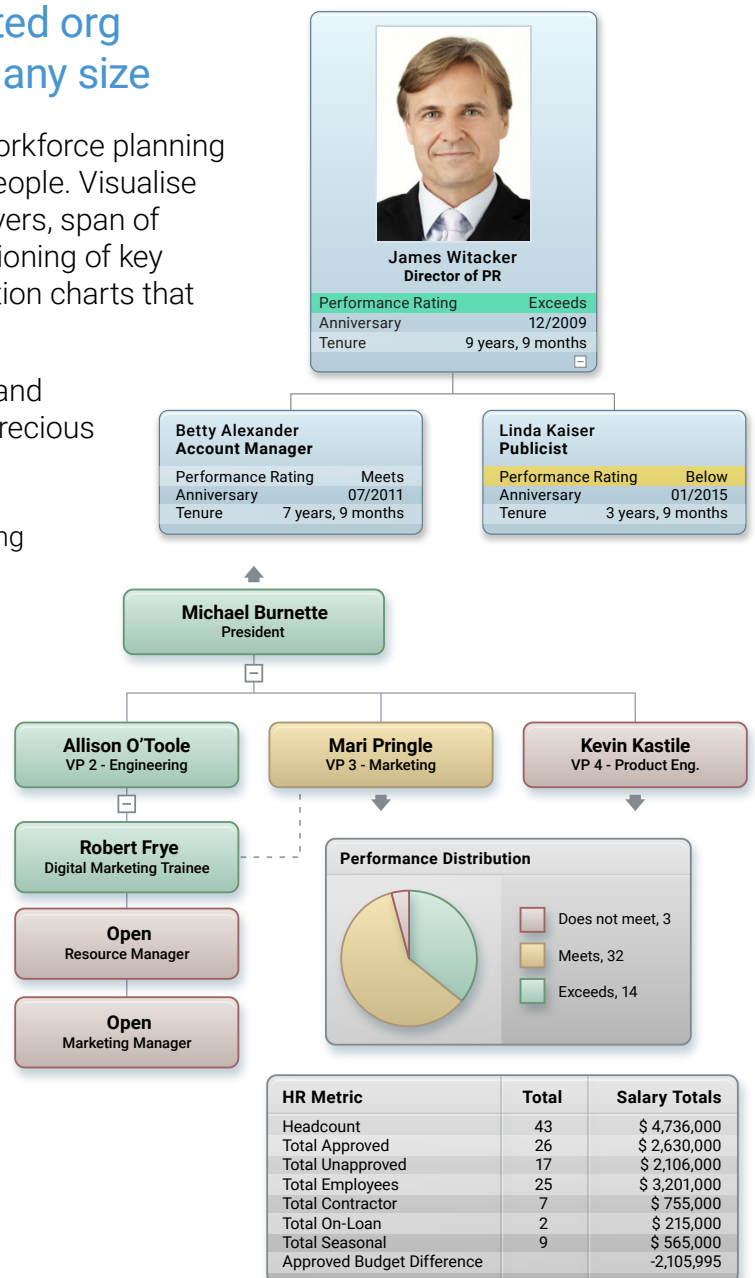 ted org
any size
orkforce planning
eople. Visualise
yers, span of
ioning of key
tion charts that
and
recious
ng
James Witacker
Director of PR
Performance Rating Exceeds
Anniversary 12/2009
Tenure 9 years, 9 months
Betty Alexander
Account Manager
Performance Rating Meets
Anniversary 07/2011
Tenure 7 years, 9 months
Linda Kaiser
Publicist
Performance Rating Below
Anniversary 01/2015
Tenure 3 years, 9 months
Michael Burnette
President
Allison O’Toole
VP 2 - Engineering
Mari Pringle
VP 3 - Marketing
Kevin Kastile
VP 4 - Product Eng.
Robert Frye
Digital Marketing Trainee
Open
Resource Manager
Open
Marketing Manager
Performance Distribution
Does not meet, 3
Meets, 32
Exceeds, 14
HR Metric Total Salary Totals
Headcount 43 $ 4,736,000
Total Approved 26 $ 2,630,000
Total Unapproved 17 $ 2,106,000
Total Employees 25 $ 3,201,000
Total Contractor 7 $ 755,000
Total On-Loan 2 $ 215,000
Total Seasonal 9 $ 565,000
Approved Budget Difference -2,105,995